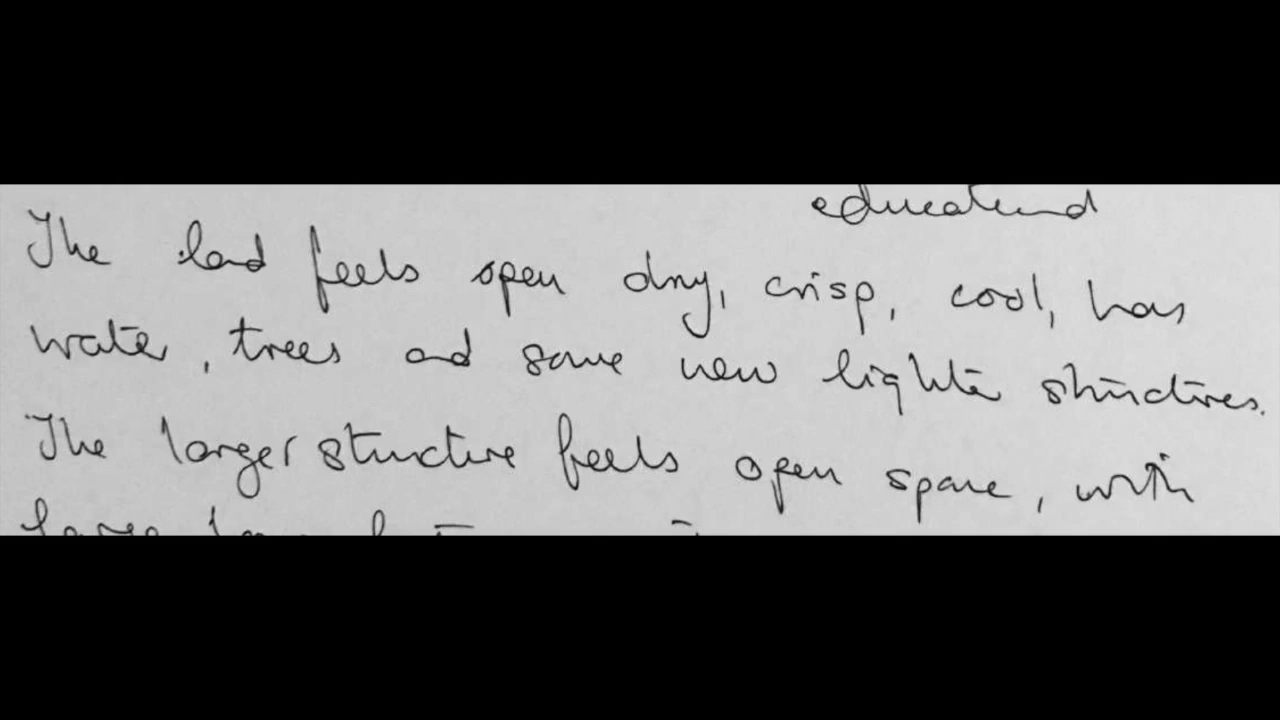 The land feels open dry, crisp, cool, has
water, trees and some new lighter structures.
The larger structure feels open space, with